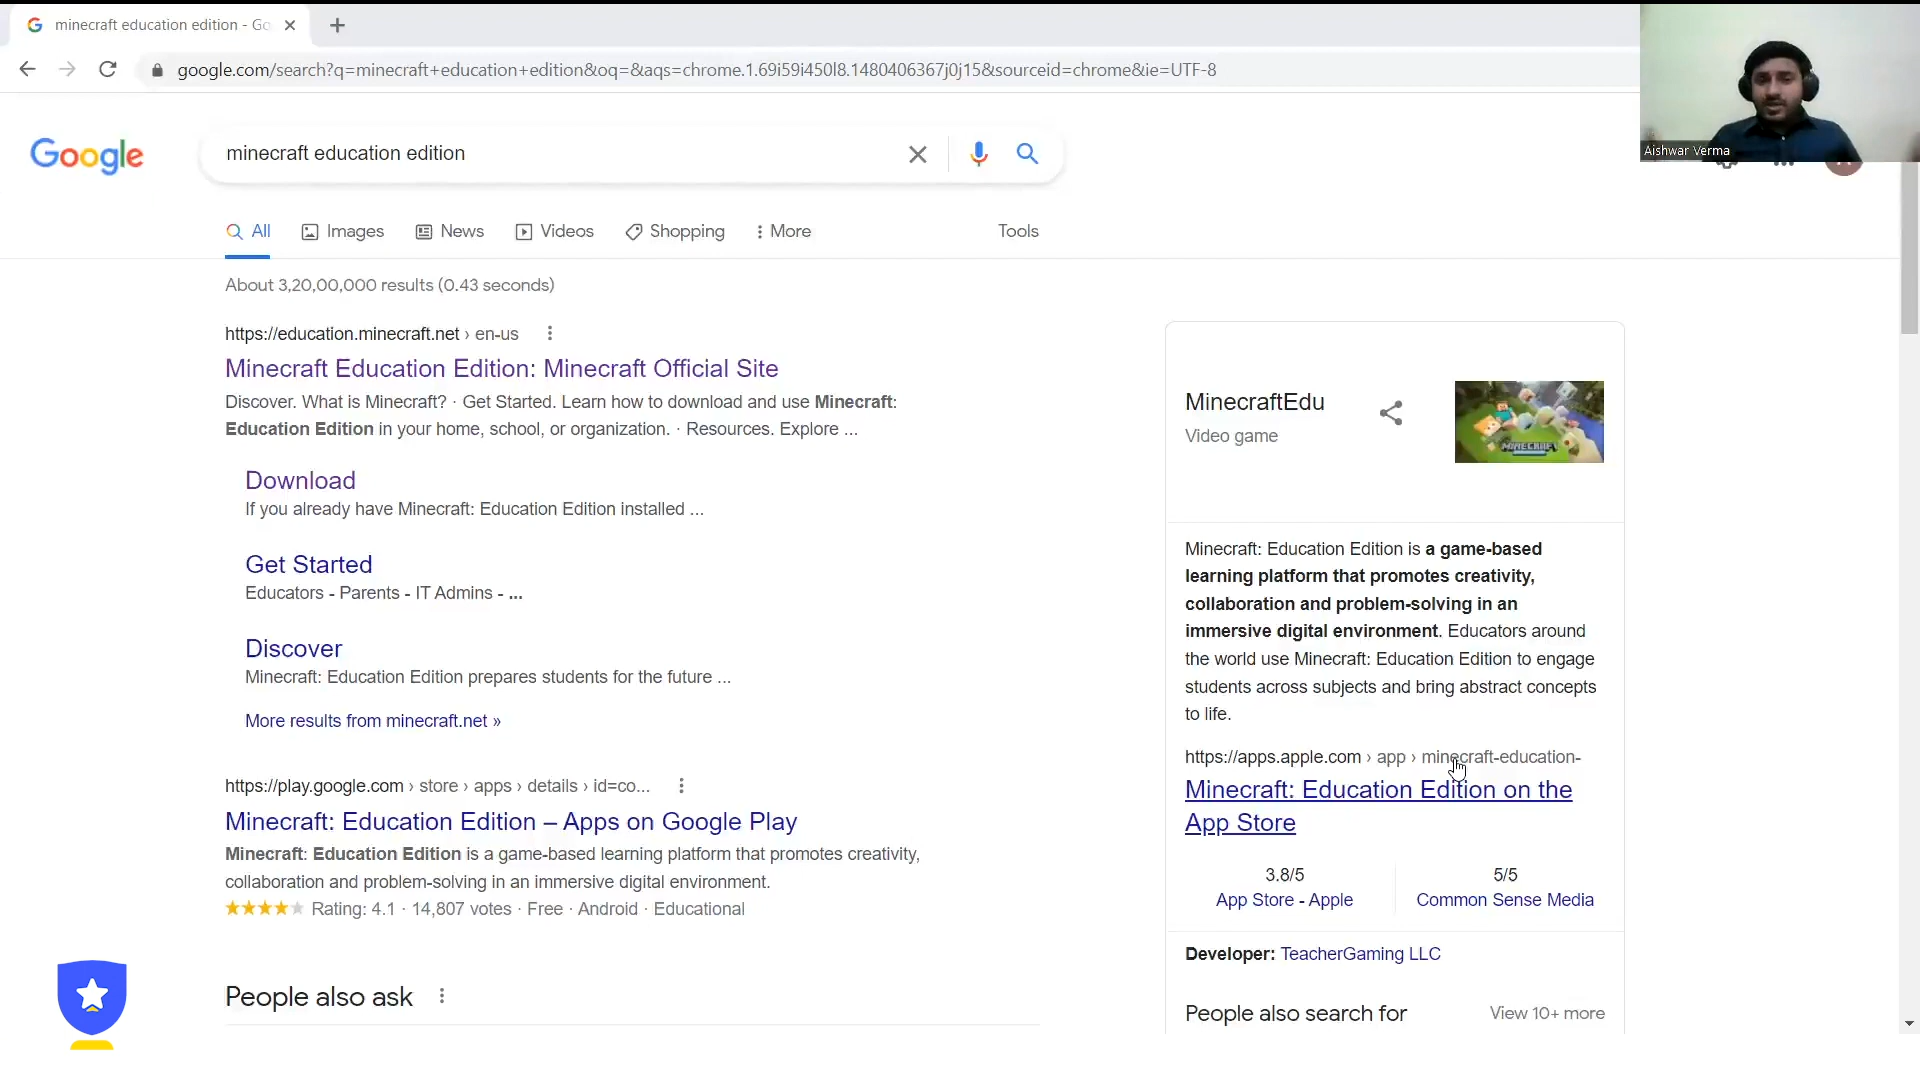 minecraft education edition - Go
google.com/search?q=minecraft+education+edition&oq=&aqs=chrome.1.69i59i450l8.1480406367j0j15&sourceid=chrome&ie=UTF-8
Aishwar Verma
Google
minecraft education edition
All
Images
News
Videos
Shopping
More
Tools
About 3,20,00,000 results (0.43 seconds)
https://education.minecraft.net › en-us
Minecraft Education Edition: Minecraft Official Site
Discover. What is Minecraft? · Get Started. Learn how to download and use Minecraft:
Education Edition in your home, school, or organization. · Resources. Explore ...
Download
If you already have Minecraft: Education Edition installed ...
Get Started
Educators - Parents - IT Admins - ...
Discover
Minecraft: Education Edition prepares students for the future ...
More results from minecraft.net »
https://play.google.com › store › apps › details › id=co...
Minecraft: Education Edition – Apps on Google Play
Minecraft: Education Edition is a game-based learning platform that promotes creativity,
collaboration and problem-solving in an immersive digital environment.
Rating: 4.1 · 14,807 votes · Free · Android · Educational
People also ask
MinecraftEdu
Video game
MINECRAFT
Minecraft: Education Edition is a game-based
learning platform that promotes creativity,
collaboration and problem-solving in an
immersive digital environment. Educators around
the world use Minecraft: Education Edition to engage
students across subjects and bring abstract concepts
to life.
https://apps.apple.com › app › minecraft-education-
Minecraft: Education Edition on the
App Store
3.8/5
App Store - Apple
5/5
Common Sense Media
Developer: TeacherGaming LLC
People also search for
View 10+ more